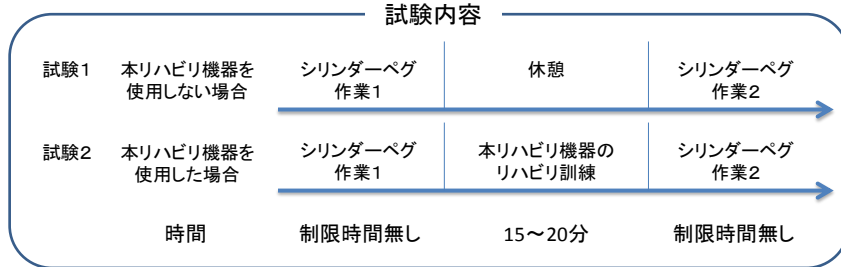 試験内容
試験1 本リハビリ機器を シリンダーペグ 休憩 シリンダーペグ
使用しない場合 作業1 作業2
試験2 本リハビリ機器を シリンダーペグ 本リハビリ機器の シリンダーペグ
使用した場合 作業1 リハビリ訓練 作業2
時間 制限時間無し 15～20分 制限時間無し